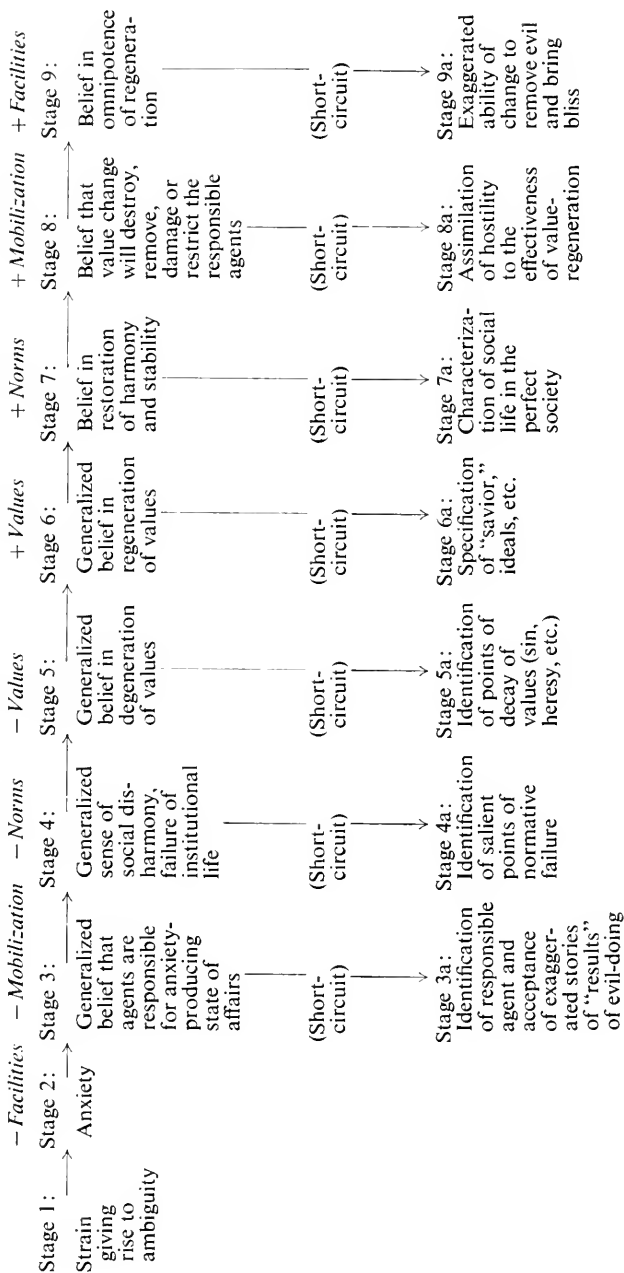 − Facilities − Mobilization − Norms − Values + Values + Norms + Mobilization + Facilities
Stage 1:
Strain
giving
rise to
ambiguity
Stage 2:
Anxiety
Stage 3:
Generalized
belief that
agents are
responsible
for anxiety-
producing
state of
affairs
(Short-
circuit)
Stage 3a:
Identification
of responsible
agent and
acceptance
of exagger-
ated stories
of "results"
of evil-doing
Stage 4:
Generalized
sense of
social dis-
harmony,
failure of
institutional
life
(Short-
circuit)
Stage 4a:
Identification
of salient
points of
normative
failure
Stage 5:
Generalized
belief in
degeneration
of values
(Short-
circuit)
Stage 5a:
Identification
of points of
decay of
values (sin,
heresy, etc.)
Stage 6:
Generalized
belief in
regeneration
of values
(Short-
circuit)
Stage 6a:
Specification
of "savior,"
ideals, etc.
Stage 7:
Belief in
restoration
of harmony
and stability
(Short-
circuit)
Stage 7a:
Characteriza-
tion of social
life in the
perfect
society
Stage 8:
Belief that
value change
will destroy,
remove,
damage or
restrict the
responsible
agents
(Short-
circuit)
Stage 8a:
Assimilation
of hostility
to the
effectiveness
of value-
regeneration
Stage 9:
Belief in
omnipotence
of regenera-
tion
(Short-
circuit)
Stage 9a:
Exaggerated
ability of
change to
remove evil
and bring
bliss